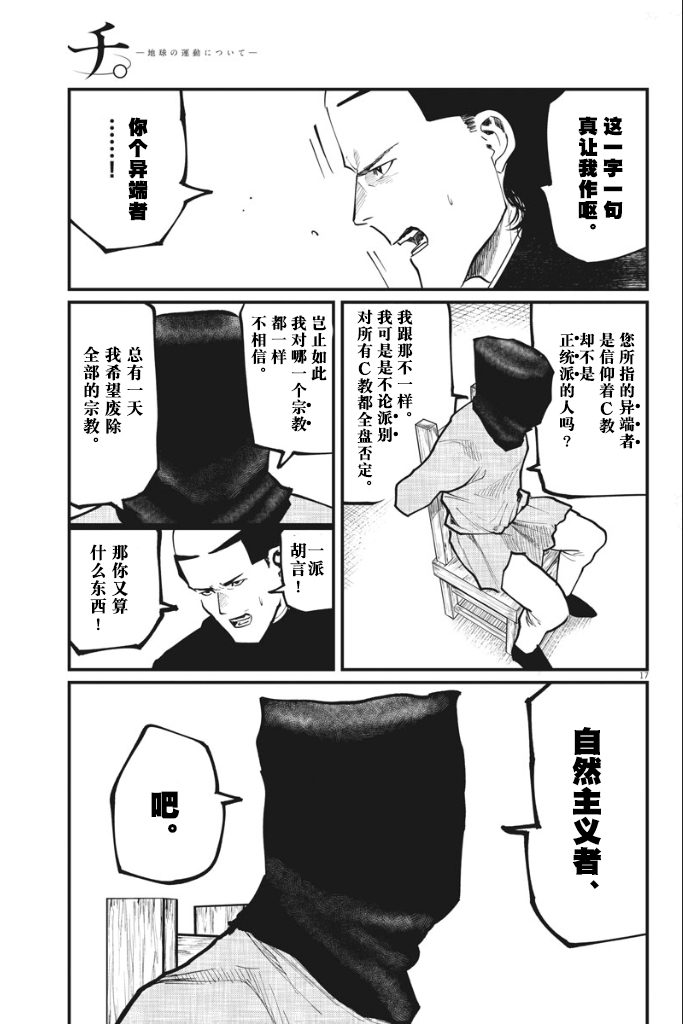 チ。
—地球の運動について—
这一字一句
真让我作呕。
你个异端者
……!!
您所指的异端者
是信仰着C教
却不是
正统派的人吗？
我跟那不一样。
我可是是不论派别
对所有C教都全盘否定。
岂止如此
我对哪一个宗教
都一样
不相信。
总有一天
我希望废除
全部的宗教。
一派
胡言！
那你又算
什么东西！
17
自然主义者、
吧。